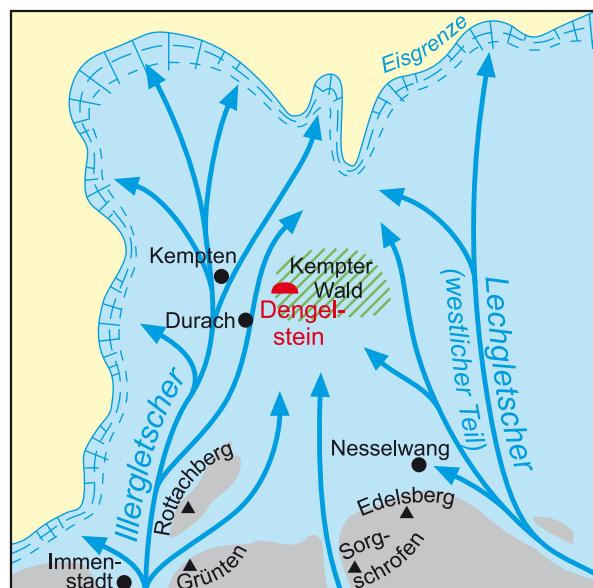 Eisgrenze
Kempten
Kempter
Wald
Durach
Dengel-
stein
Lechgletscher
(westlicher Teil)
Illergletscher
Nesselwang
Rottachberg
Edelsberg
Immen-
stadt
Grünten
Sorg-
schrofen